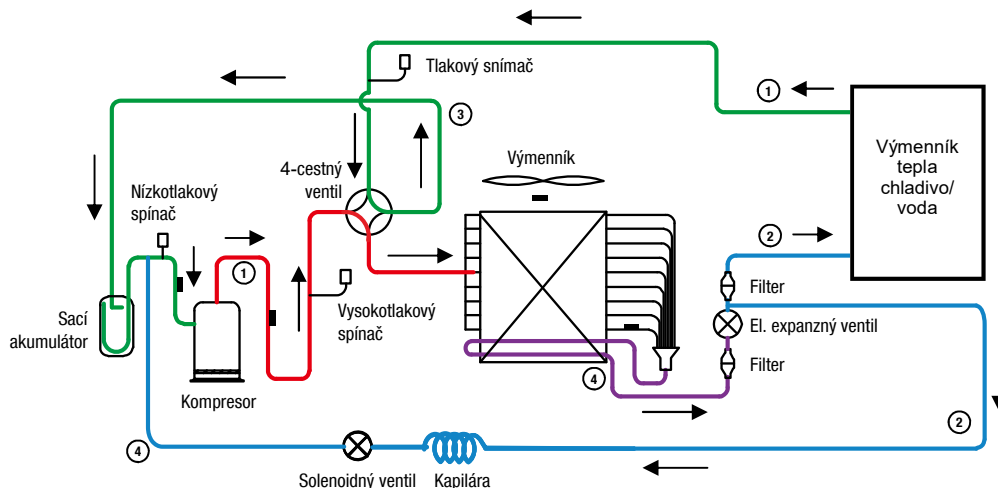 Tlakový snímač
1
3
Výmenník
tepla
chladivo/
voda
4-cestný
ventil
Výmenník
Nízkotlakový
spínač
1
2
Vysokotlakový
spínač
Filter
El. expanzný ventil
Sací
akumulátor
Filter
4
Kompresor
2
4
Solenoidný ventil
Kapilára